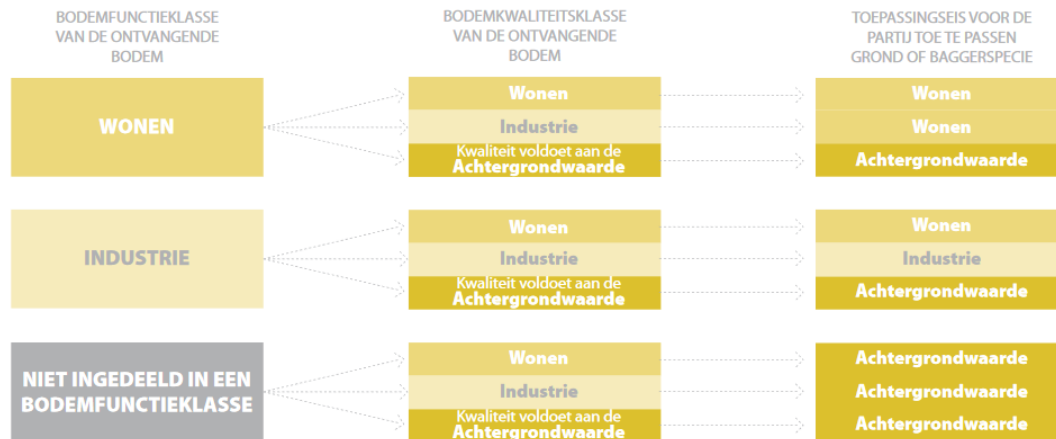 BODEMFUNCTIEKLASSE
VAN DE ONTVANGENDE
BODEM
BODEMKWALITEITSKLASSE
VAN DE ONTVANGENDE
BODEM
TOEPASSINGSEIS VOOR DE
PARTIJ TOE TE PASSEN
GROND OF BAGGERSPECIE
WONEN
Wonen
Industrie
Kwaliteit voldoet aan de
Achtergrondwaarde
Wonen
Wonen
Achtergrondwaarde
INDUSTRIE
Wonen
Industrie
Kwaliteit voldoet aan de
Achtergrondwaarde
Wonen
Industrie
Achtergrondwaarde
NIET INGEDEELD IN EEN
BODEMFUNCTIEKLASSE
Wonen
Industrie
Kwaliteit voldoet aan de
Achtergrondwaarde
Achtergrondwaarde
Achtergrondwaarde
Achtergrondwaarde